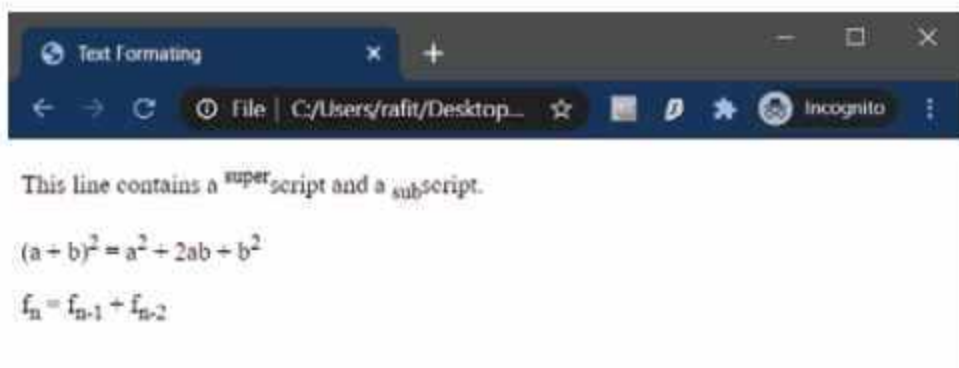 Text Formating
File | C:/Users/rafit/Desktop... Incognito
This line contains a ˢᵘᵖᵉʳscript and a ₛᵤbscript.
(a + b)² = a² + 2ab + b²
fₙ = fₙ₋₁ + fₙ₋₂